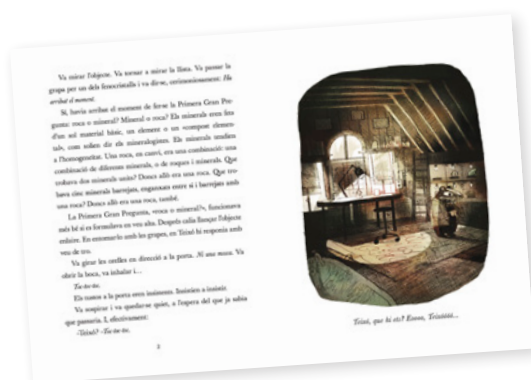 Va mirar l'objecte. Va tornar a mirar la llista. Va passar la
grapa per un dels fenocristalls i va dir-se, cerimoniosament: Ha
arribat el moment.
Sí, havia arribat el moment de fer-se la Primera Gran Pre-
gunta: roca o mineral? Mineral o roca? Els minerals eren fets
d'un sol material bàsic, un element o un «compost elemen-
tal», com solien dir els mineralogistes. Els minerals tendien
a l'homogeneïtat. Una roca, en canvi, era una combinació: una
combinació de diferents minerals, o de roques i minerals. Que
trobava dos minerals units? Doncs allò era una roca. Que tro-
bava cinc minerals barrejats, enganxats entre si i barrejats amb
una roca? Doncs allò era una roca, també.
La Primera Gran Pregunta, «roca o mineral?», funcionava
més bé si es formulava en veu alta. Després calia llançar l'objecte
enlaire. En entomar-lo amb les grapes, en Teixó hi responia amb
veu de tro.
Va girar les orelles en direcció a la porta. Ni una mosca. Va
obrir la boca, va inhalar i…
Toc-toc-toc.
Els trucs a la porta eren insistents. Insistien a insistir.
Va sospirar i va quedar-se quiet, a l'espera del que ja sabia
que passaria. I, efectivament:
–Teixó? –Toc-toc-toc.
2
Teixó, que hi ets? Eooou, Teixóóóó…